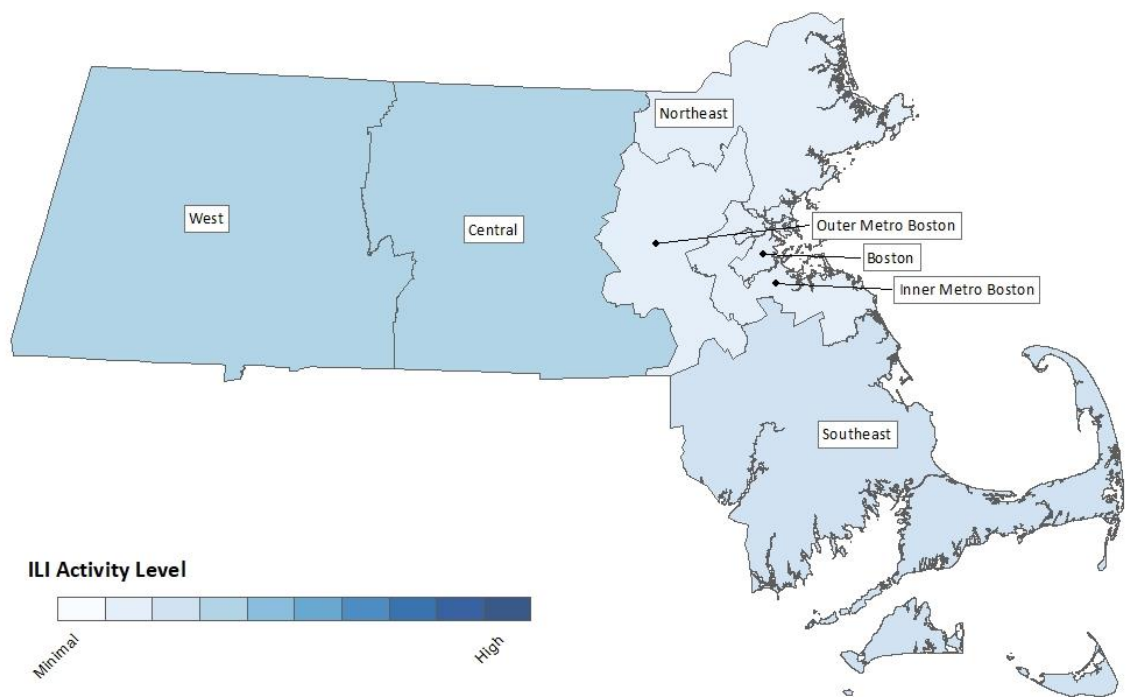 Northeast
West
Central
Outer Metro Boston
Boston
Inner Metro Boston
Southeast
ILI Activity Level
Minimal
High